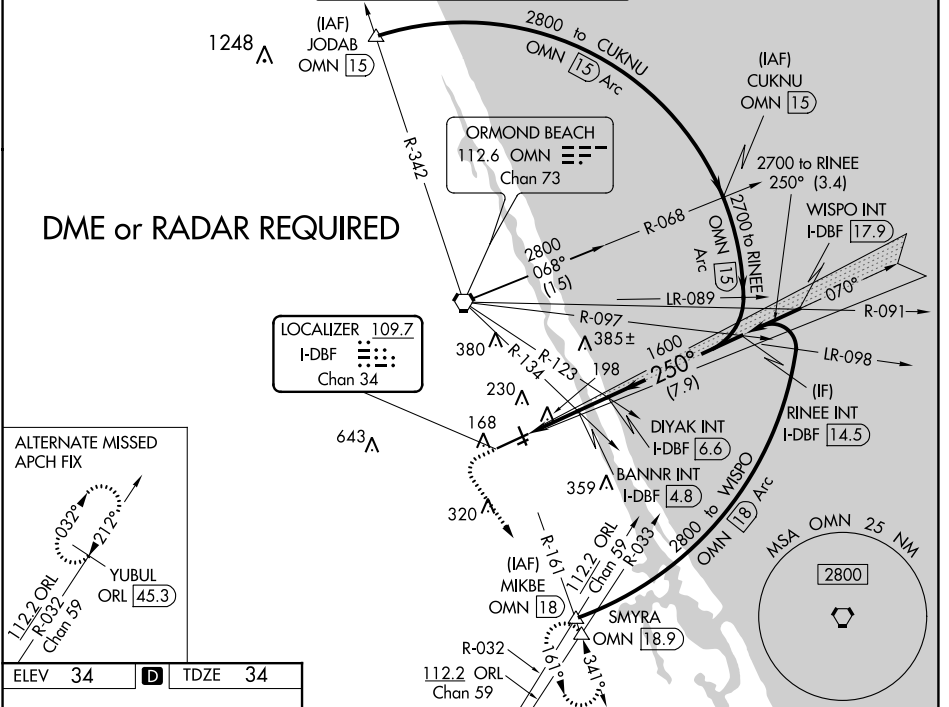 (IAF)
JODAB
OMN 15
1248
2800 to CUKNU
OMN 15 Arc
(IAF)
CUKNU
OMN 15
R-342
ORMOND BEACH
112.6 OMN
Chan 73
2700 to RINEE
250° (3.4)
WISPO INT
I-DBF 17.9
DME or RADAR REQUIRED
R-068
2700 to RINEE
OMN 15
Arc
2800
068°
(15)
LR-089
070°
R-091
R-097
LOCALIZER 109.7
I-DBF
Chan 34
385±
380
R-134
R-123
198
1600
250°
(7.9)
LR-098
(IF)
RINEE INT
I-DBF 14.5
230
168
643
DIYAK INT
I-DBF 6.6
BANNR INT
I-DBF 4.8
359
320
2800 to WISPO
OMN 18 Arc
ALTERNATE MISSED
APCH FIX
032°
212°
YUBUL
ORL 45.3
112.2 ORL
R-032
Chan 59
R-161
(IAF)
MIKBE
OMN 18
112.2 ORL
Chan 59
R-033
SMYRA
OMN 18.9
161°
341°
R-032
112.2 ORL
Chan 59
MSA OMN 25 NM
2800
ELEV 34 D TDZE 34